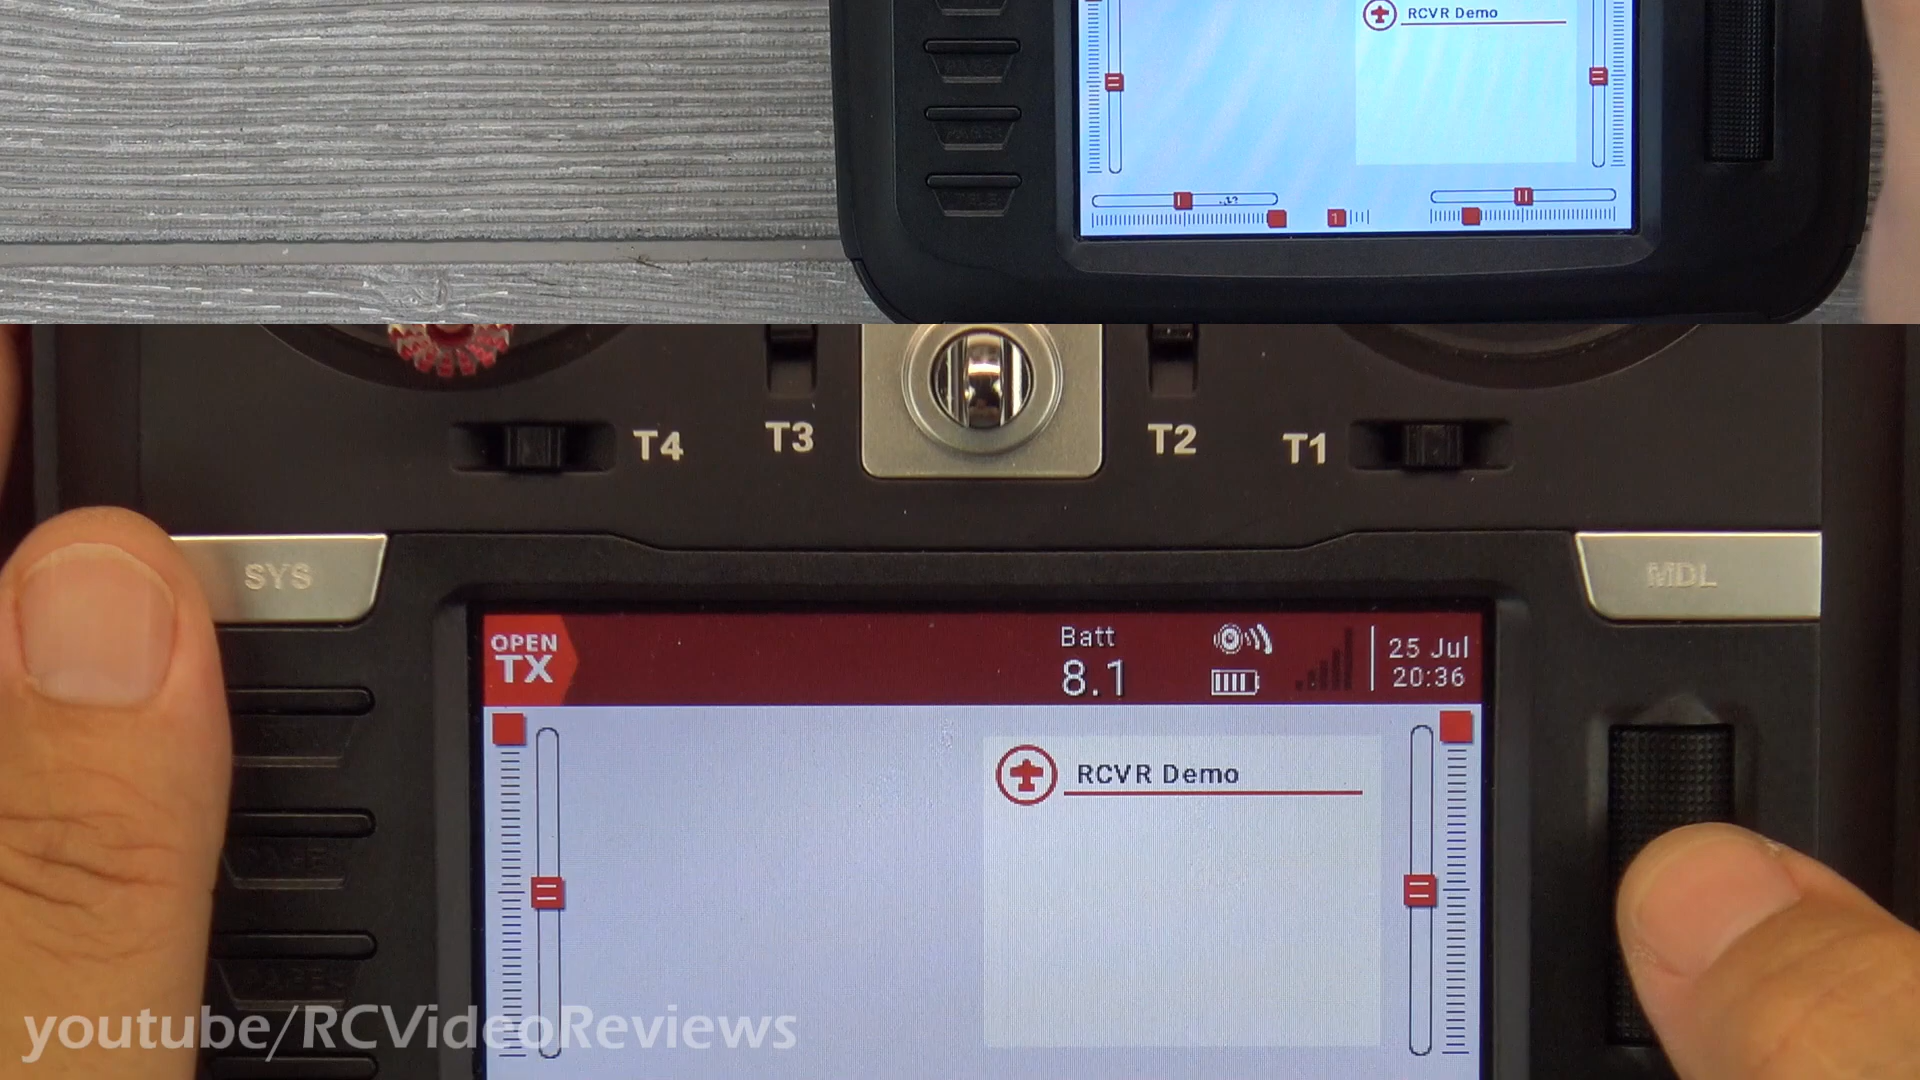 RCVR Demo
1
T4
T3
T2
T1
SYS
MDL
OPEN
TX
Batt
8.1
25 Jul
20:36
RCVR Demo
youtube/RCVideoReviews